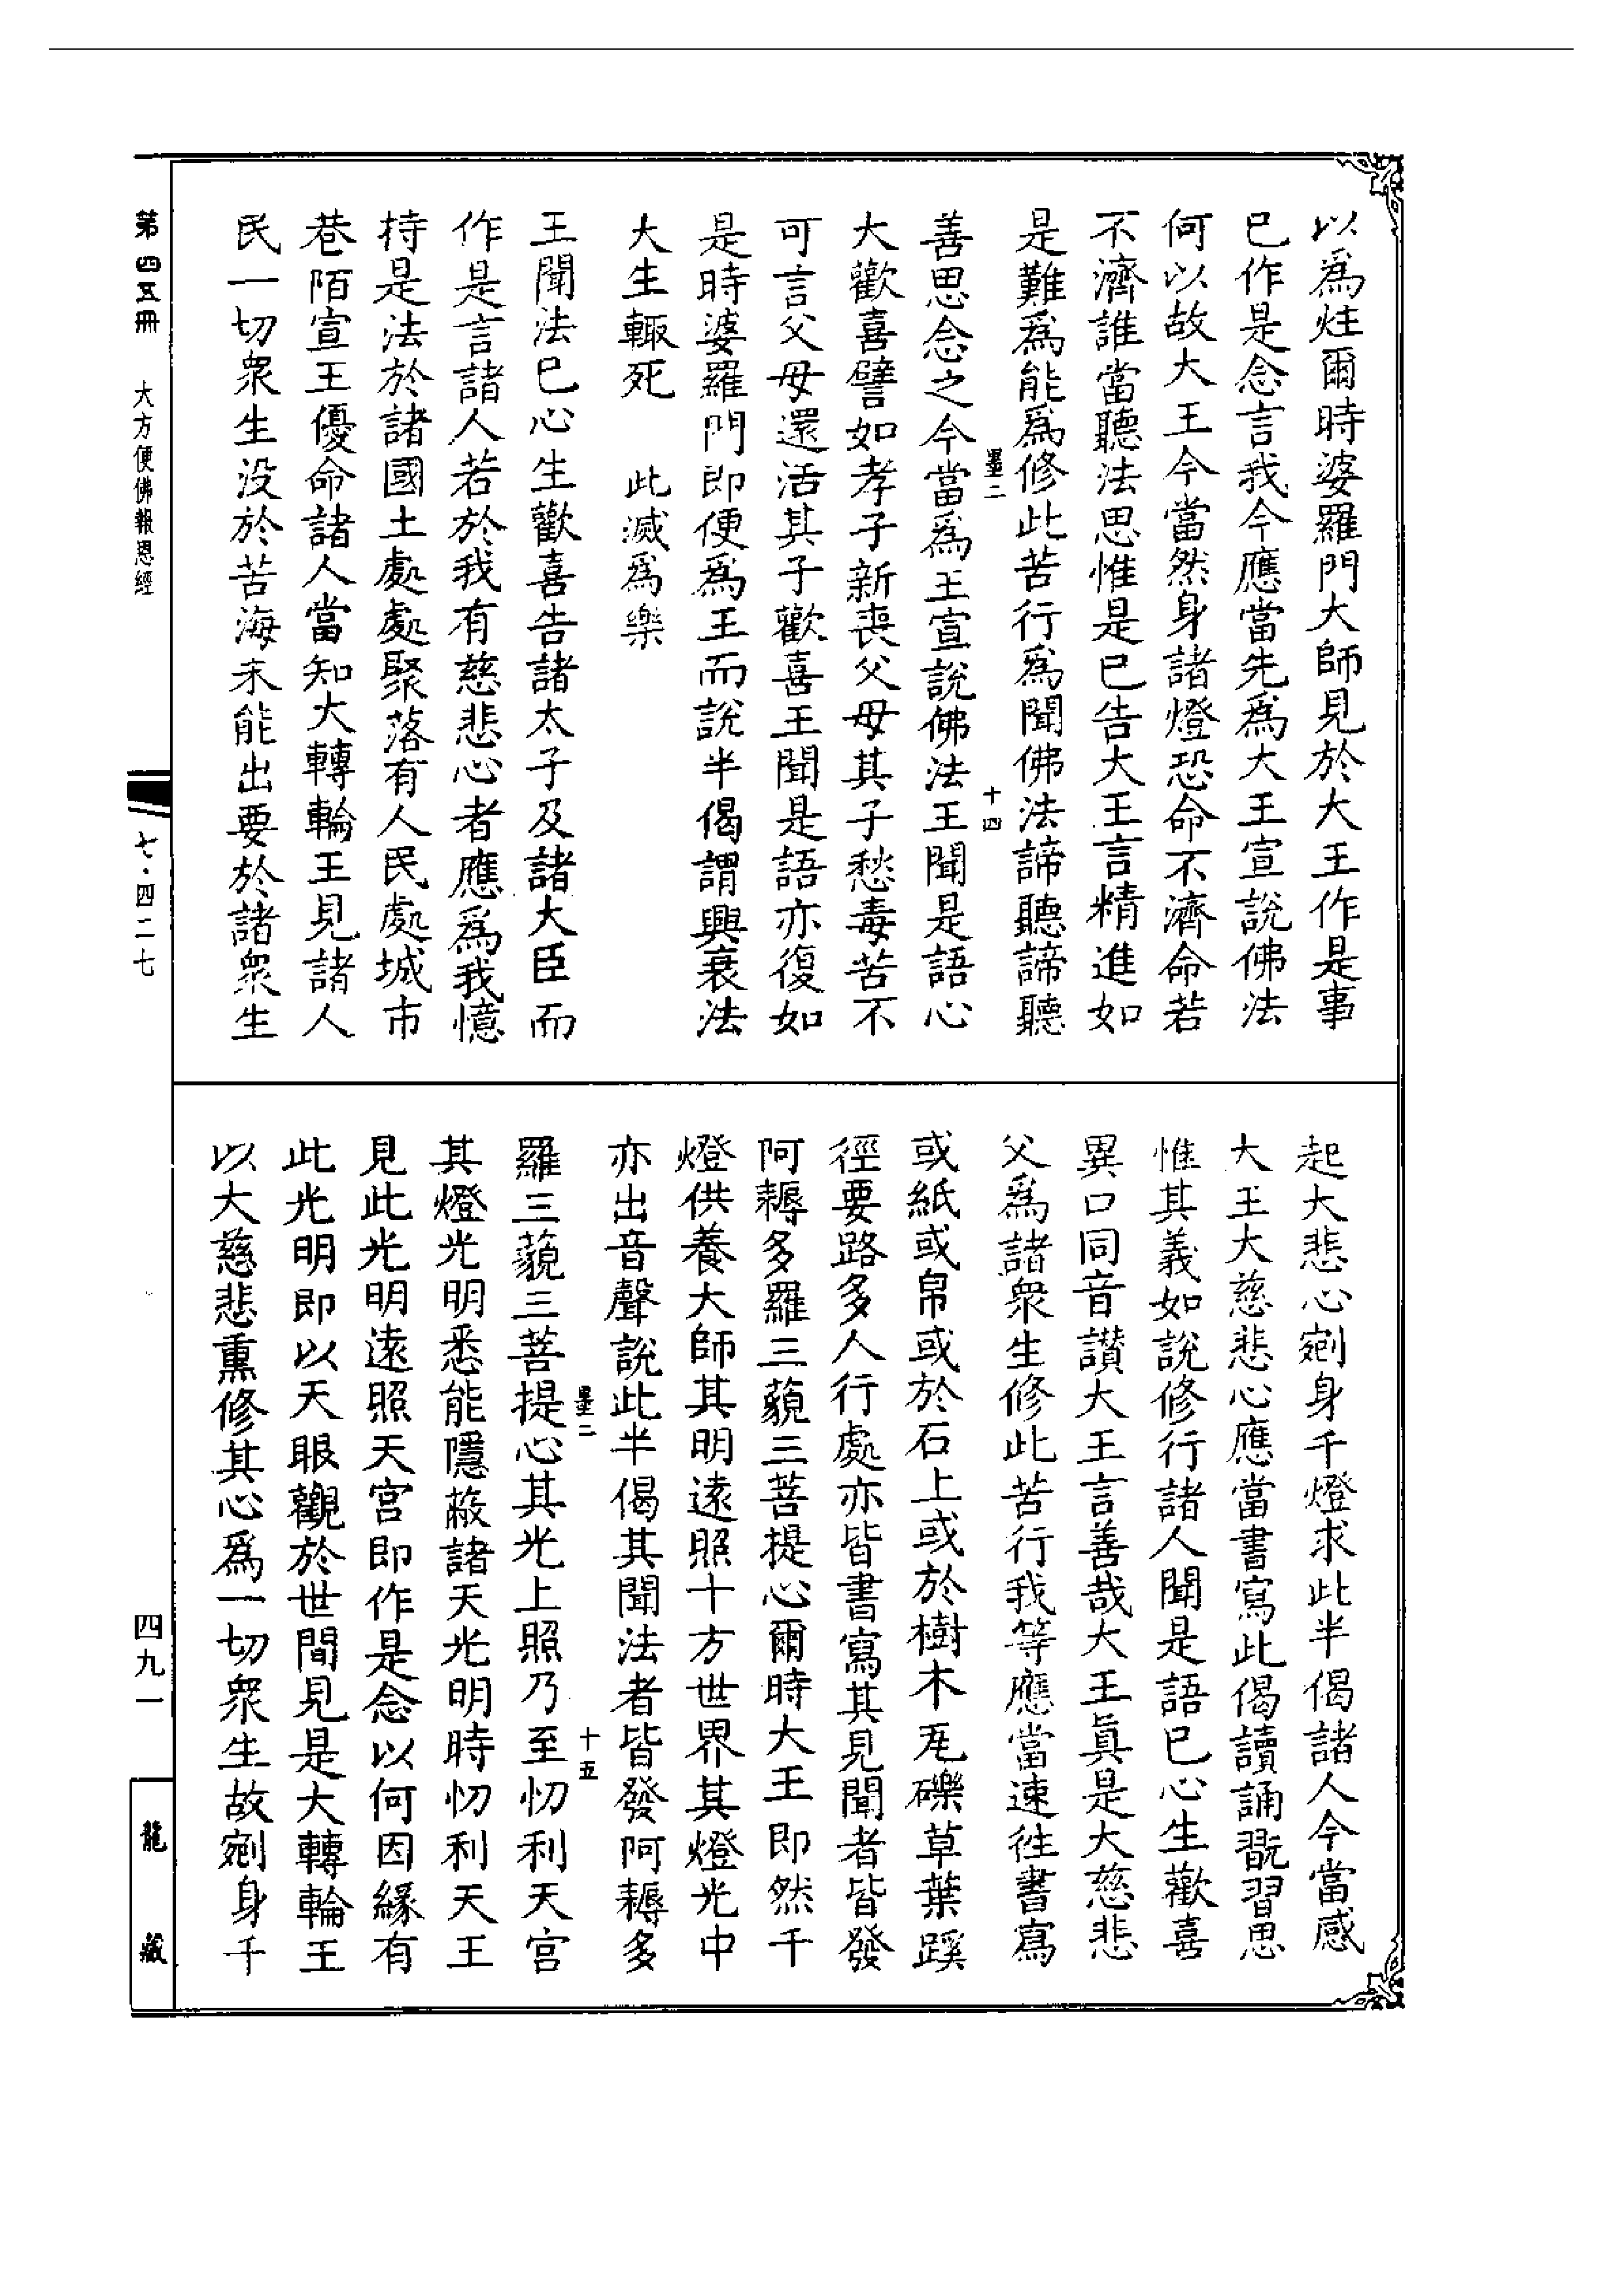 以爲炷爾時婆羅門大師見於大王作是事
已作是念言我今應當先爲大王宣說佛法
何以故大王今當然身諸燈恐命不濟命若
不濟誰當聽法思惟是已告大王言精進如
是難爲能爲修此苦行爲聞佛法諦聽諦聽
墨二
十四
善思念之今當爲王宣說佛法王聞是語心
大歡喜譬如孝子新喪父母其子愁毒苦不
可言父母還活其子歡喜王聞是語亦復如
是時婆羅門即便爲王而說半偈謂興衰法
大生輙死　此滅爲樂
王聞法已心生歡喜告諸太子及諸大臣而
作是言諸人若於我有慈悲心者應爲我憶
持是法於諸國土處處聚落有人民處城市
巷陌宣王優命諸人當知大轉輪王見諸人
民一切衆生没於苦海未能出要於諸衆生
起大悲心剜身千燈求此半偈諸人今當感
大王大慈悲心應當書寫此偈讀誦翫習思
惟其義如說修行諸人聞是語已心生歡喜
異口同音讃大王言善哉大王眞是大慈悲
父爲諸衆生修此苦行我等應當速徃書寫
或紙或帛或於石上或於樹木瓦礫草葉蹊
徑要路多人行處亦皆書寫其見聞者皆發
阿耨多羅三藐三菩提心爾時大王即然千
燈供養大師其明遠照十方世界其燈光中
亦出音聲說此半偈其聞法者皆發阿耨多
墨二
十五
羅三藐三菩提心其光上照乃至忉利天宫
其燈光明悉能隱蔽諸天光明時忉利天王
見此光明遠照天宫即作是念以何因緣有
此光明即以天眼觀於世間見是大轉輪王
以大慈悲熏修其心爲一切衆生故剜身千
第四五冊　大方便佛報恩經
七·四二七
四九一
龍藏